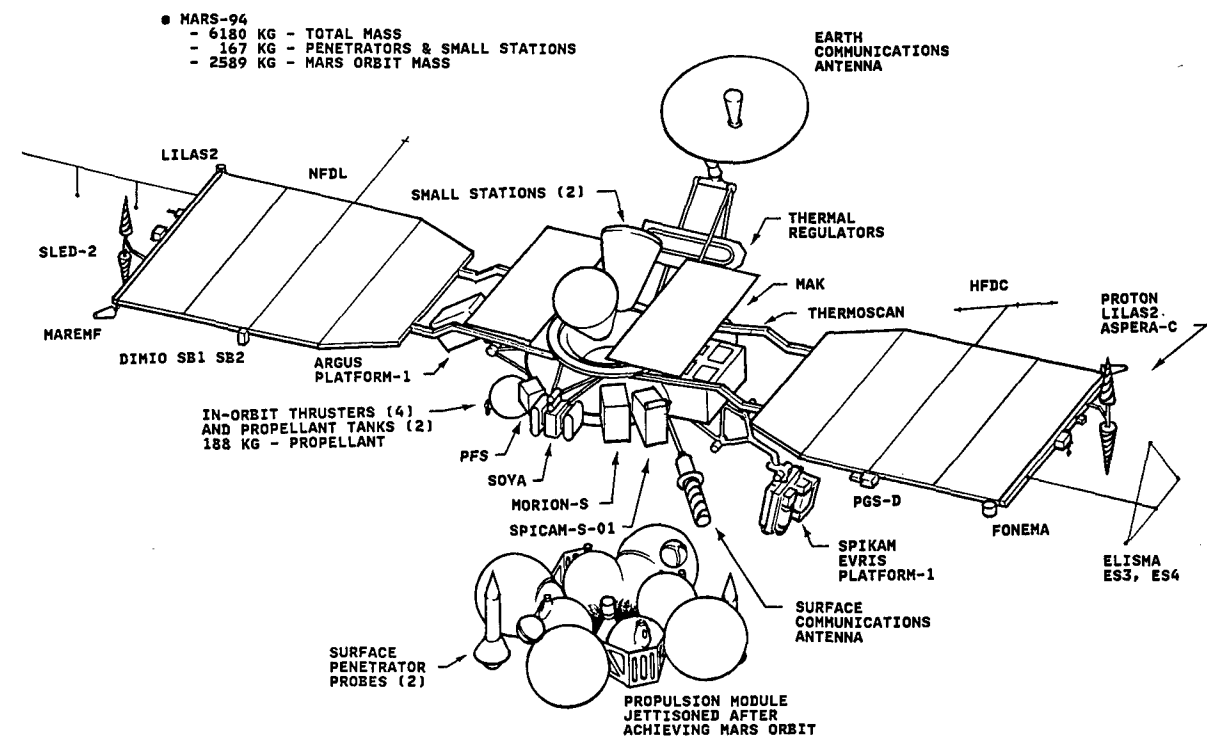 ● MARS-94
- 6180 KG - TOTAL MASS
- 167 KG - PENETRATORS & SMALL STATIONS
- 2589 KG - MARS ORBIT MASS
EARTH
COMMUNICATIONS
ANTENNA
LILAS2
NFDL
SMALL STATIONS (2)
THERMAL
REGULATORS
SLED-2
MAK
HFDC
THERMOSCAN
PROTON
LILAS2
ASPERA-C
MAREMF
DIMIO SB1 SB2
ARGUS
PLATFORM-1
IN-ORBIT THRUSTERS (4)
AND PROPELLANT TANKS (2)
188 KG - PROPELLANT
PFS
SOYA
MORION-S
SPICAM-S-01
PGS-D
FONEMA
SPIKAM
EVRIS
PLATFORM-1
ELISMA
ES3, ES4
SURFACE
COMMUNICATIONS
ANTENNA
SURFACE
PENETRATOR
PROBES (2)
PROPULSION MODULE
JETTISONED AFTER
ACHIEVING MARS ORBIT